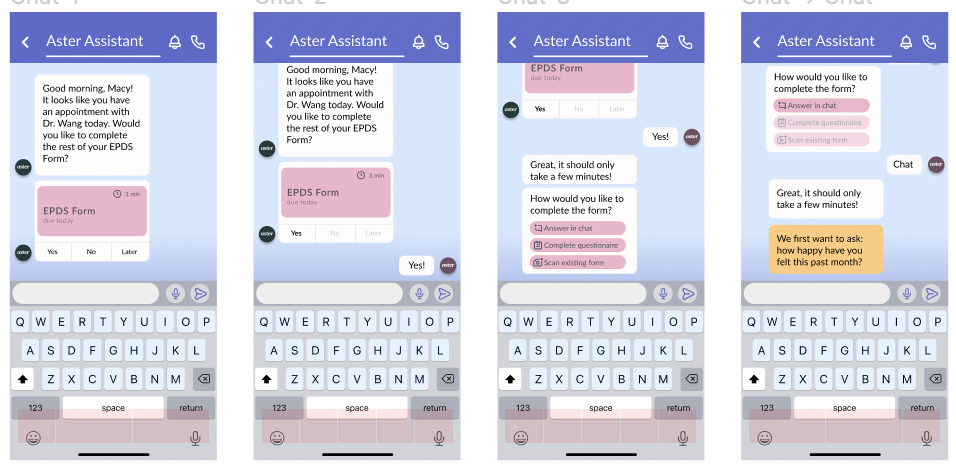 Chat 1
Aster Assistant
Good morning, Macy!
It looks like you have
an appointment with
Dr. Wang today. Would
you like to complete
the rest of your EPDS
Form?
aster
3 min
EPDS Form
due today
Yes No Later
aster
Q W E R T Y U I O P
A S D F G H J K L
Z X C V B N M
123 space return
Chat 2
Aster Assistant
Good morning, Macy!
It looks like you have
an appointment with
Dr. Wang today. Would
you like to complete
the rest of your EPDS
Form?
aster
3 min
EPDS Form
due today
Yes No Later
aster
Yes!
aster
Q W E R T Y U I O P
A S D F G H J K L
Z X C V B N M
123 space return
Chat 3
Aster Assistant
EPDS Form
due today
Yes No Later
aster
Yes!
aster
Great, it should only
take a few minutes!
How would you like to
complete the form?
Answer in chat
Complete questionaire
Scan existing form
Q W E R T Y U I O P
A S D F G H J K L
Z X C V B N M
123 space return
Chat -> Chat
Aster Assistant
How would you like to
complete the form?
Answer in chat
Complete questionaire
Scan existing form
Chat
aster
Great, it should only
take a few minutes!
We first want to ask:
how happy have you
felt this past month?
Q W E R T Y U I O P
A S D F G H J K L
Z X C V B N M
123 space return